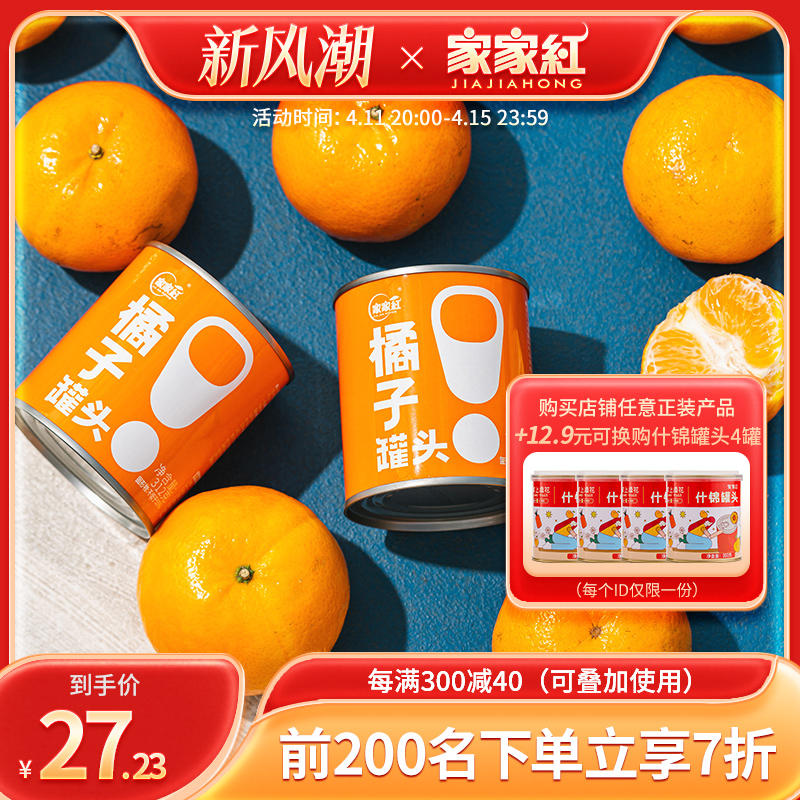 新风潮 × 家家紅
JIAJIAHONG
活动时间：4.11 20:00-4.15 23:59
家家紅
橘子
罐头
家家紅
橘子
罐头
购买店铺任意正装产品
+12.9元可换购什锦罐头4罐
什锦罐头
（每个ID仅限一份）
到手价
¥27.23
每满300减40（可叠加使用）
前200名下单立享7折